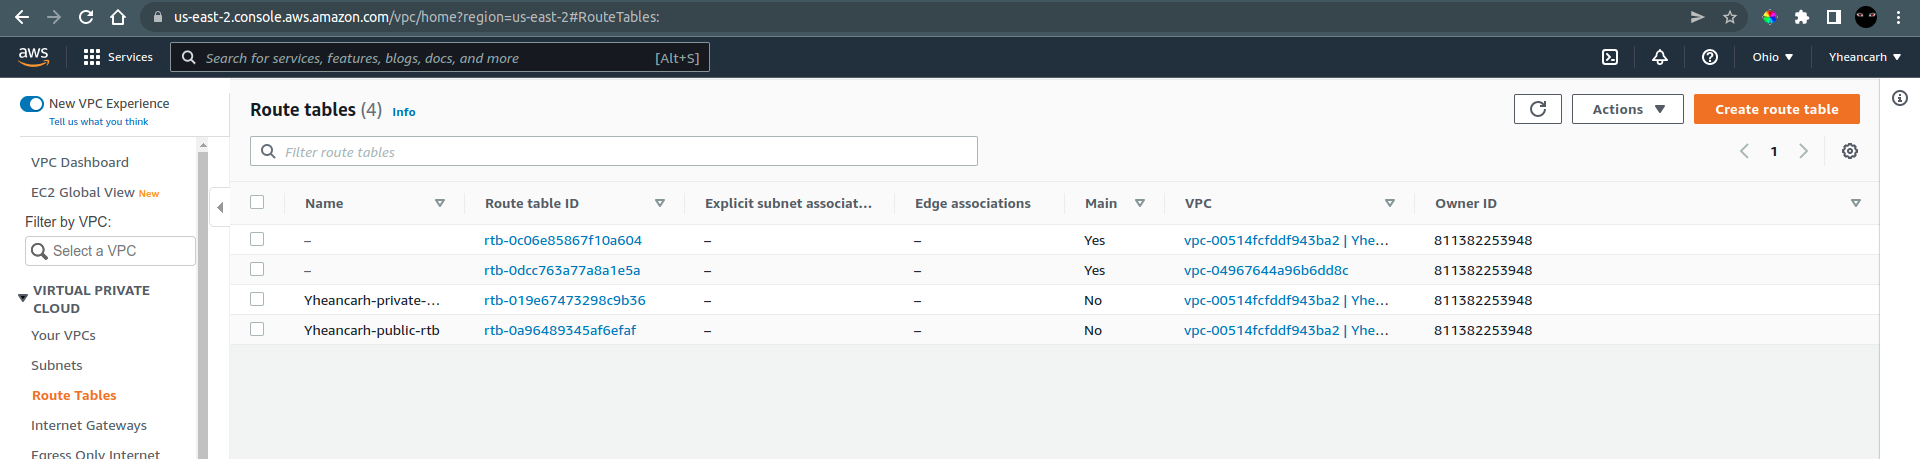 us-east-2.console.aws.amazon.com/vpc/home?region=us-east-2#RouteTables:
aws Services Search for services, features, blogs, docs, and more [Alt+S] Ohio Yheancarh
New VPC Experience
Tell us what you think
VPC Dashboard
EC2 Global View New
Filter by VPC:
Select a VPC
VIRTUAL PRIVATE
CLOUD
Your VPCs
Subnets
Route Tables
Internet Gateways
Egress Only Internet
Route tables (4) Info Actions Create route table
Filter route tables 1
Name Route table ID Explicit subnet associat... Edge associations Main VPC Owner ID
– rtb-0c06e85867f10a604 – – Yes vpc-00514fcfddf943ba2 | Yhe... 811382253948
– rtb-0dcc763a77a8a1e5a – – Yes vpc-04967644a96b6dd8c 811382253948
Yheancarh-private-... rtb-019e67473298c9b36 – – No vpc-00514fcfddf943ba2 | Yhe... 811382253948
Yheancarh-public-rtb rtb-0a96489345af6efaf – – No vpc-00514fcfddf943ba2 | Yhe... 811382253948